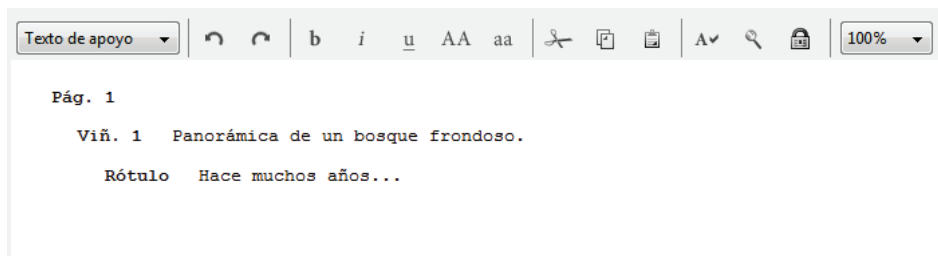 Texto de apoyo b i u AA aa A 100%
Pág. 1
Viñ. 1 Panorámica de un bosque frondoso.
Rótulo Hace muchos años...